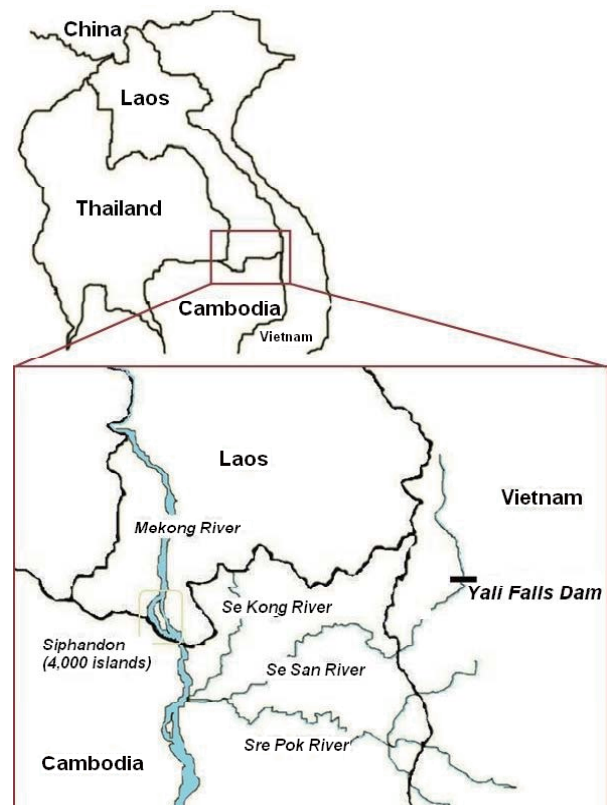 China
Laos
Thailand
Cambodia
Vietnam
Laos
Vietnam
Mekong River
Yali Falls Dam
Se Kong River
Siphandon
(4,000 islands)
Se San River
Sre Pok River
Cambodia